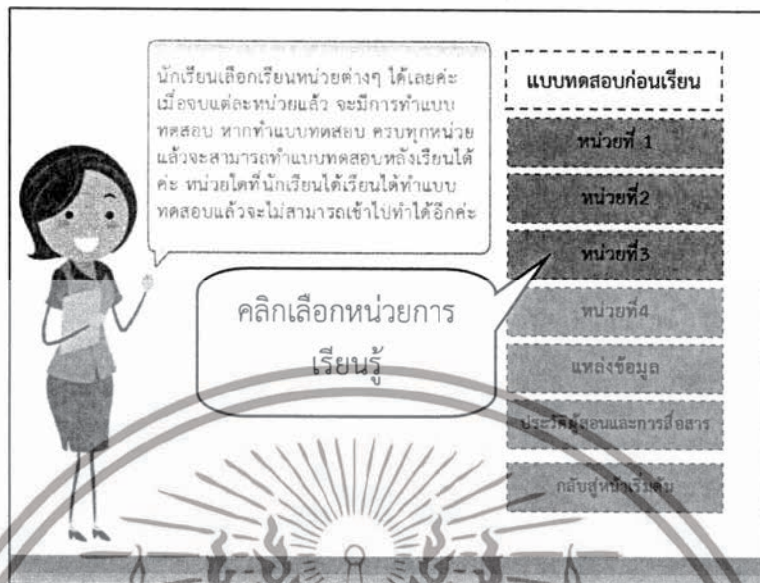 นักเรียนเลือกเรียนหน่วยต่างๆ ได้เลยค่ะ
เมื่อจบแต่ละหน่วยแล้ว จะมีการทำแบบ
ทดสอบ หากทำแบบทดสอบ ครบทุกหน่วย
แล้วจะสามารถทำแบบทดสอบหลังเรียนได้
ค่ะ หน่วยใดที่นักเรียนได้เรียนได้ทำแบบ
ทดสอบแล้วจะไม่สามารถเข้าไปทำได้อีกค่ะ
คลิกเลือกหน่วยการ
เรียนรู้
แบบทดสอบก่อนเรียน
หน่วยที่ 1
หน่วยที่2
หน่วยที่3
หน่วยที่4
แหล่งข้อมูล
ประวัติผู้สอนและการสื่อสาร
กลับสู่หน้าเริ่มต้น